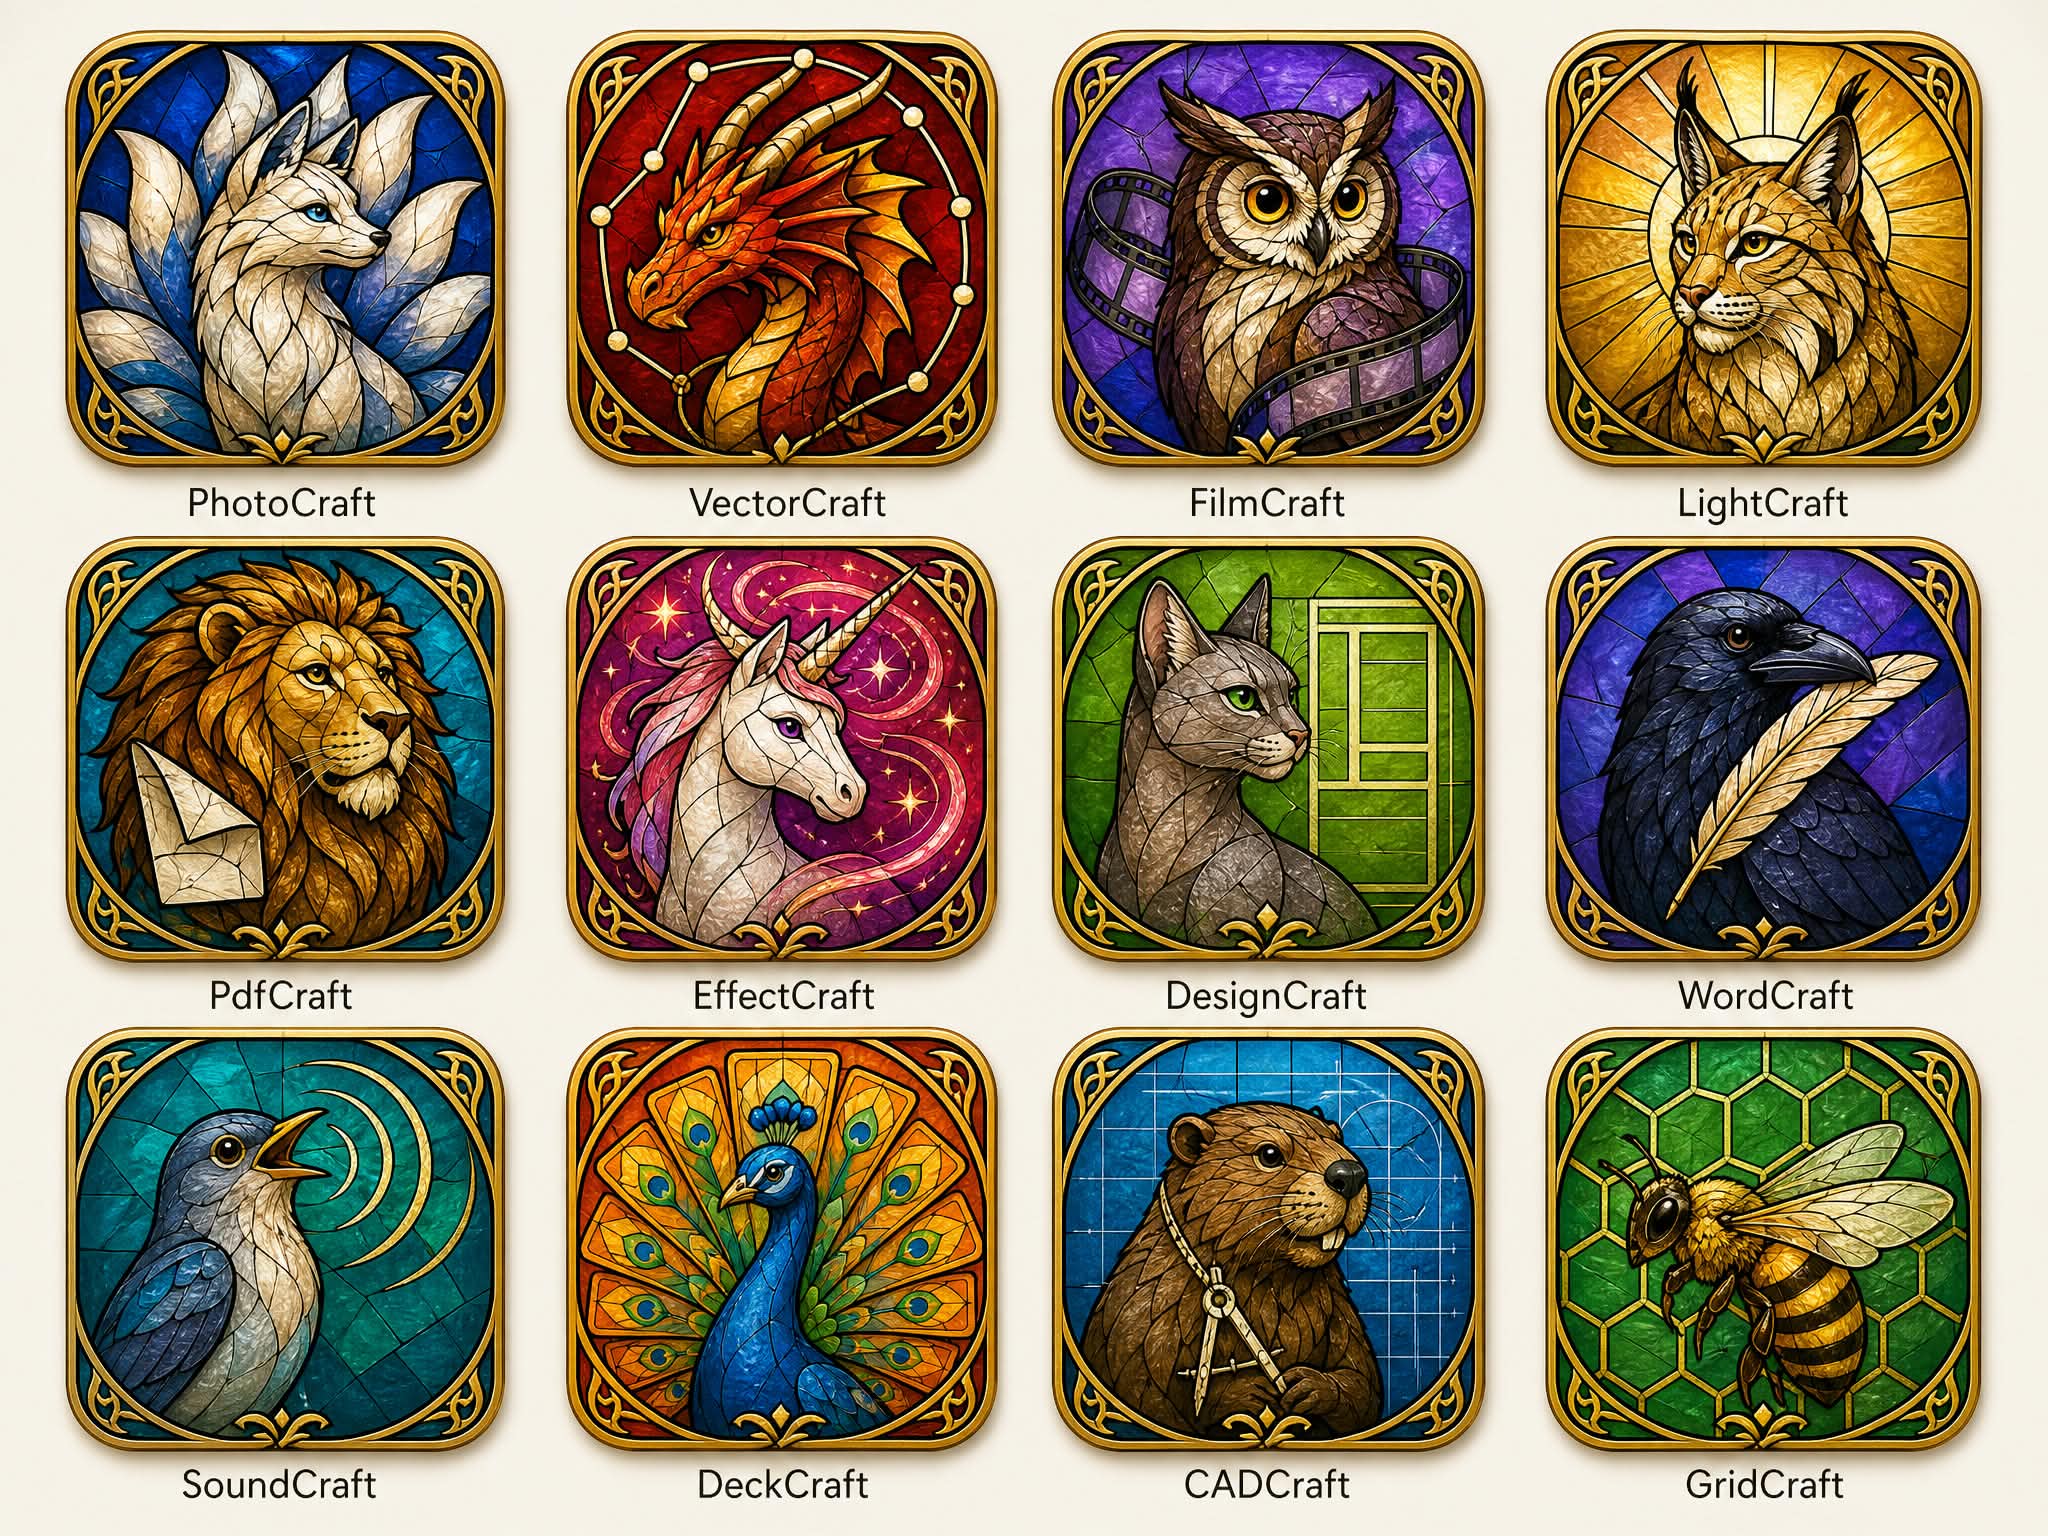 PhotoCraft
VectorCraft
FilmCraft
LightCraft
PdfCraft
EffectCraft
DesignCraft
WordCraft
SoundCraft
DeckCraft
CADCraft
GridCraft